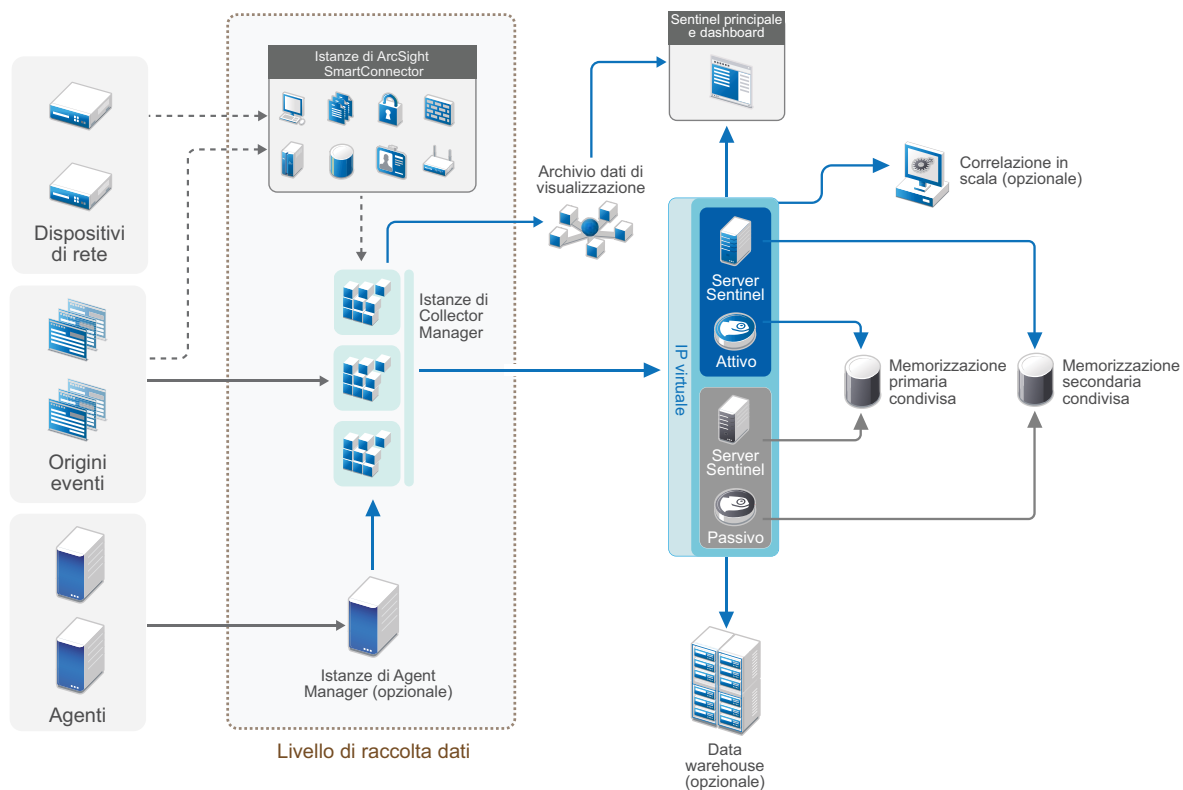 Sentinel principale
e dashboard
Istanze di ArcSight
SmartConnector
Dispositivi
di rete
Archivio dati di
visualizzazione
Correlazione in
scala (opzionale)
Istanze di
Collector
Manager
Server
Sentinel
Attivo
IP virtuale
Memorizzazione
primaria
condivisa
Memorizzazione
secondaria
condivisa
Origini
eventi
Server
Sentinel
Passivo
Agenti
Istanze di Agent
Manager (opzionale)
Livello di raccolta dati
Data
warehouse
(opzionale)